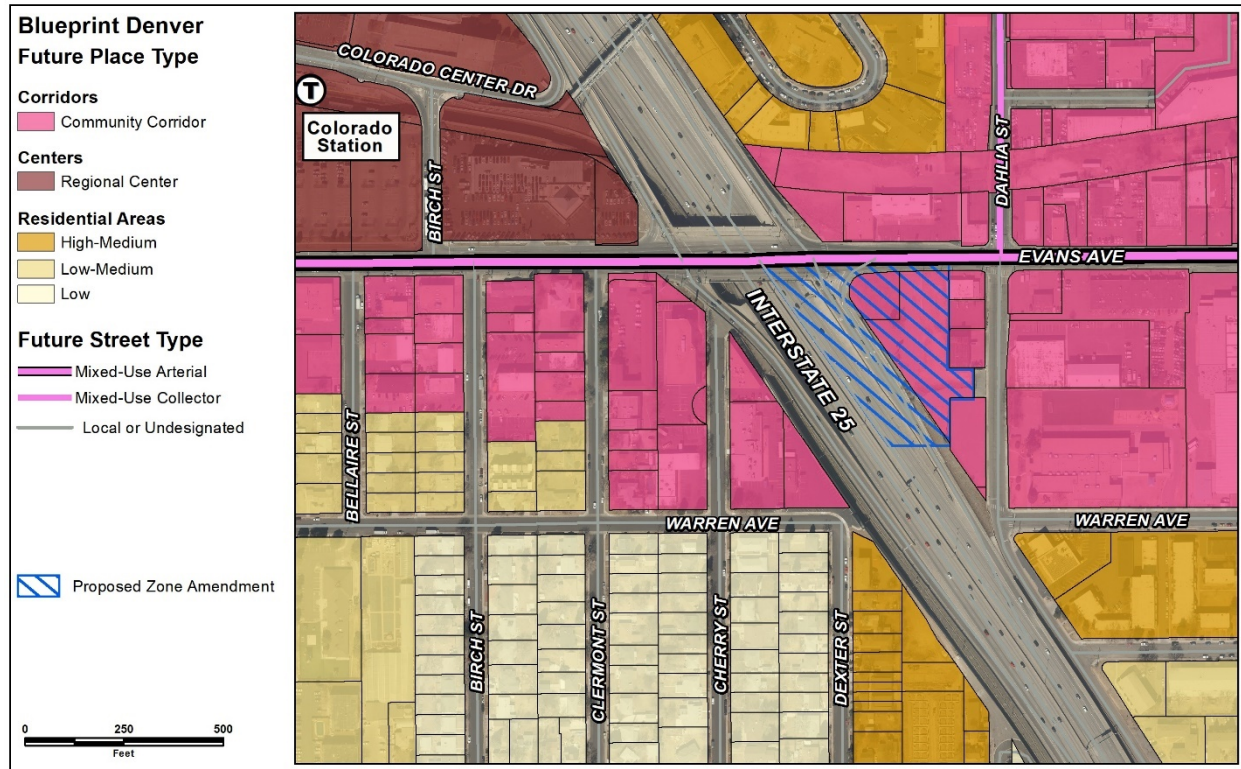 Blueprint Denver
Future Place Type
Corridors
Community Corridor
Centers
Regional Center
Residential Areas
High-Medium
Low-Medium
Low
Future Street Type
Mixed-Use Arterial
Mixed-Use Collector
Local or Undesignated
Proposed Zone Amendment
0 250 500
Feet
COLORADO CENTER DR
T
Colorado
Station
BIRCH ST
DAHLIA ST
EVANS AVE
INTERSTATE 25
BELLAIRE ST
WARREN AVE
WARREN AVE
BIRCH ST
CLERMONT ST
CHERRY ST
DEXTER ST